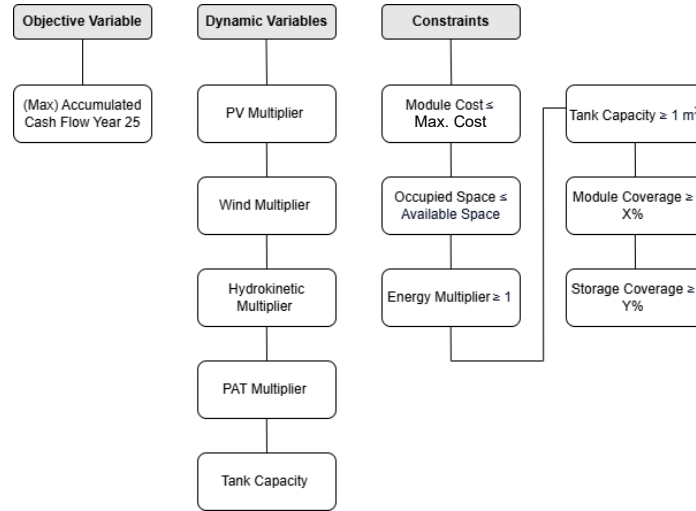 Objective Variable
(Max) Accumulated
Cash Flow Year 25
Dynamic Variables
PV Multiplier
Wind Multiplier
Hydrokinetic
Multiplier
PAT Multiplier
Tank Capacity
Constraints
Module Cost ≤
Max. Cost
Occupied Space ≤
Available Space
Energy Multiplier ≥ 1
Tank Capacity ≥ 1 m³
Module Coverage ≥
X%
Storage Coverage ≥
Y%